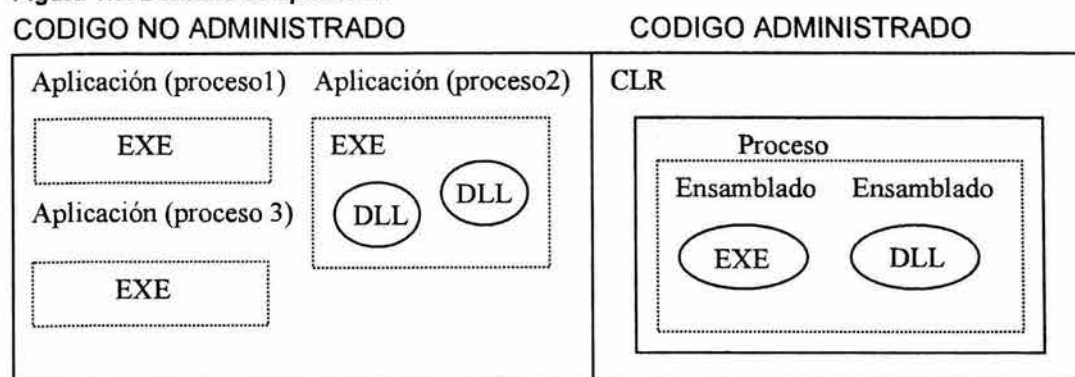 CODIGO NO ADMINISTRADO
CODIGO ADMINISTRADO
Aplicación (proceso1)
EXE
Aplicación (proceso2)
EXE
DLL
DLL
Aplicación (proceso 3)
EXE
CLR
Proceso
Ensamblado
Ensamblado
EXE
DLL